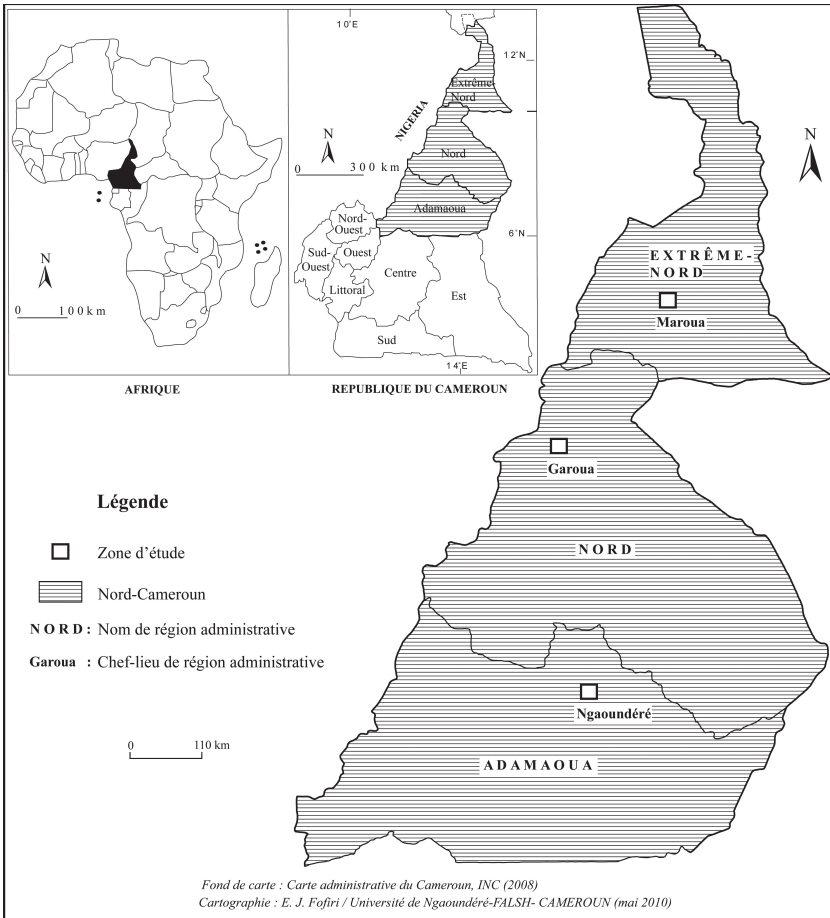 N
0 100 km
AFRIQUE
10°E
12°N
Extrême-
Nord
NIGERIA
N
0 300 km
Nord
Adamaoua
6°N
Nord-
Ouest
Sud-
Ouest
Ouest
Littoral
Centre
Est
Sud
14°E
REPUBLIQUE DU CAMEROUN
N
EXTRÊME-
NORD
Maroua
Garoua
NORD
Ngaoundéré
ADAMAOUA
Légende
Zone d'étude
Nord-Cameroun
NORD : Nom de région administrative
Garoua : Chef-lieu de région administrative
0 110 km
Fond de carte : Carte administrative du Cameroun, INC (2008)
Cartographie : E. J. Fofiri / Université de Ngaoundéré-FALSH- CAMEROUN (mai 2010)